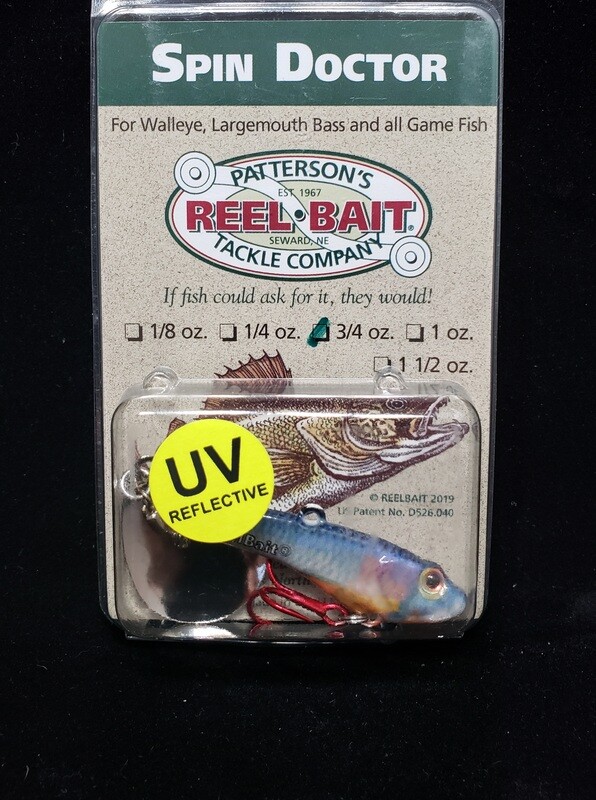 SPIN DOCTOR
For Walleye, Largemouth Bass and all Game Fish
PATTERSON'S
EST. 1967
REEL•BAIT®
SEWARD, NE
TACKLE COMPANY
If fish could ask for it, they would!
1/8 oz. 1/4 oz. 3/4 oz. 1 oz.
1 1/2 oz.
UV
REFLECTIVE
© REELBAIT 2019
US Patent No. D526.040
lBait©